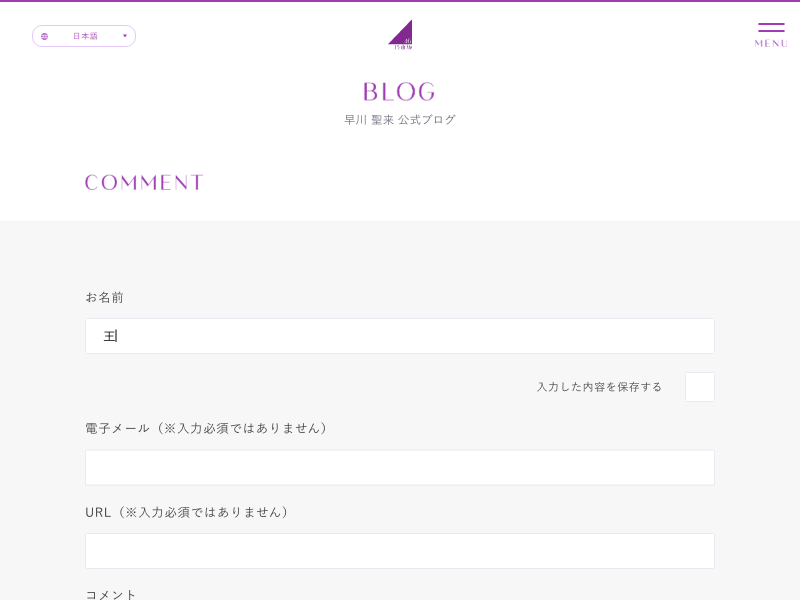 日本語
MENU
BLOG
早川 聖来 公式ブログ
COMMENT
お名前
王
入力した内容を保存する
電子メール（※入力必須ではありません）
URL（※入力必須ではありません）
コメント